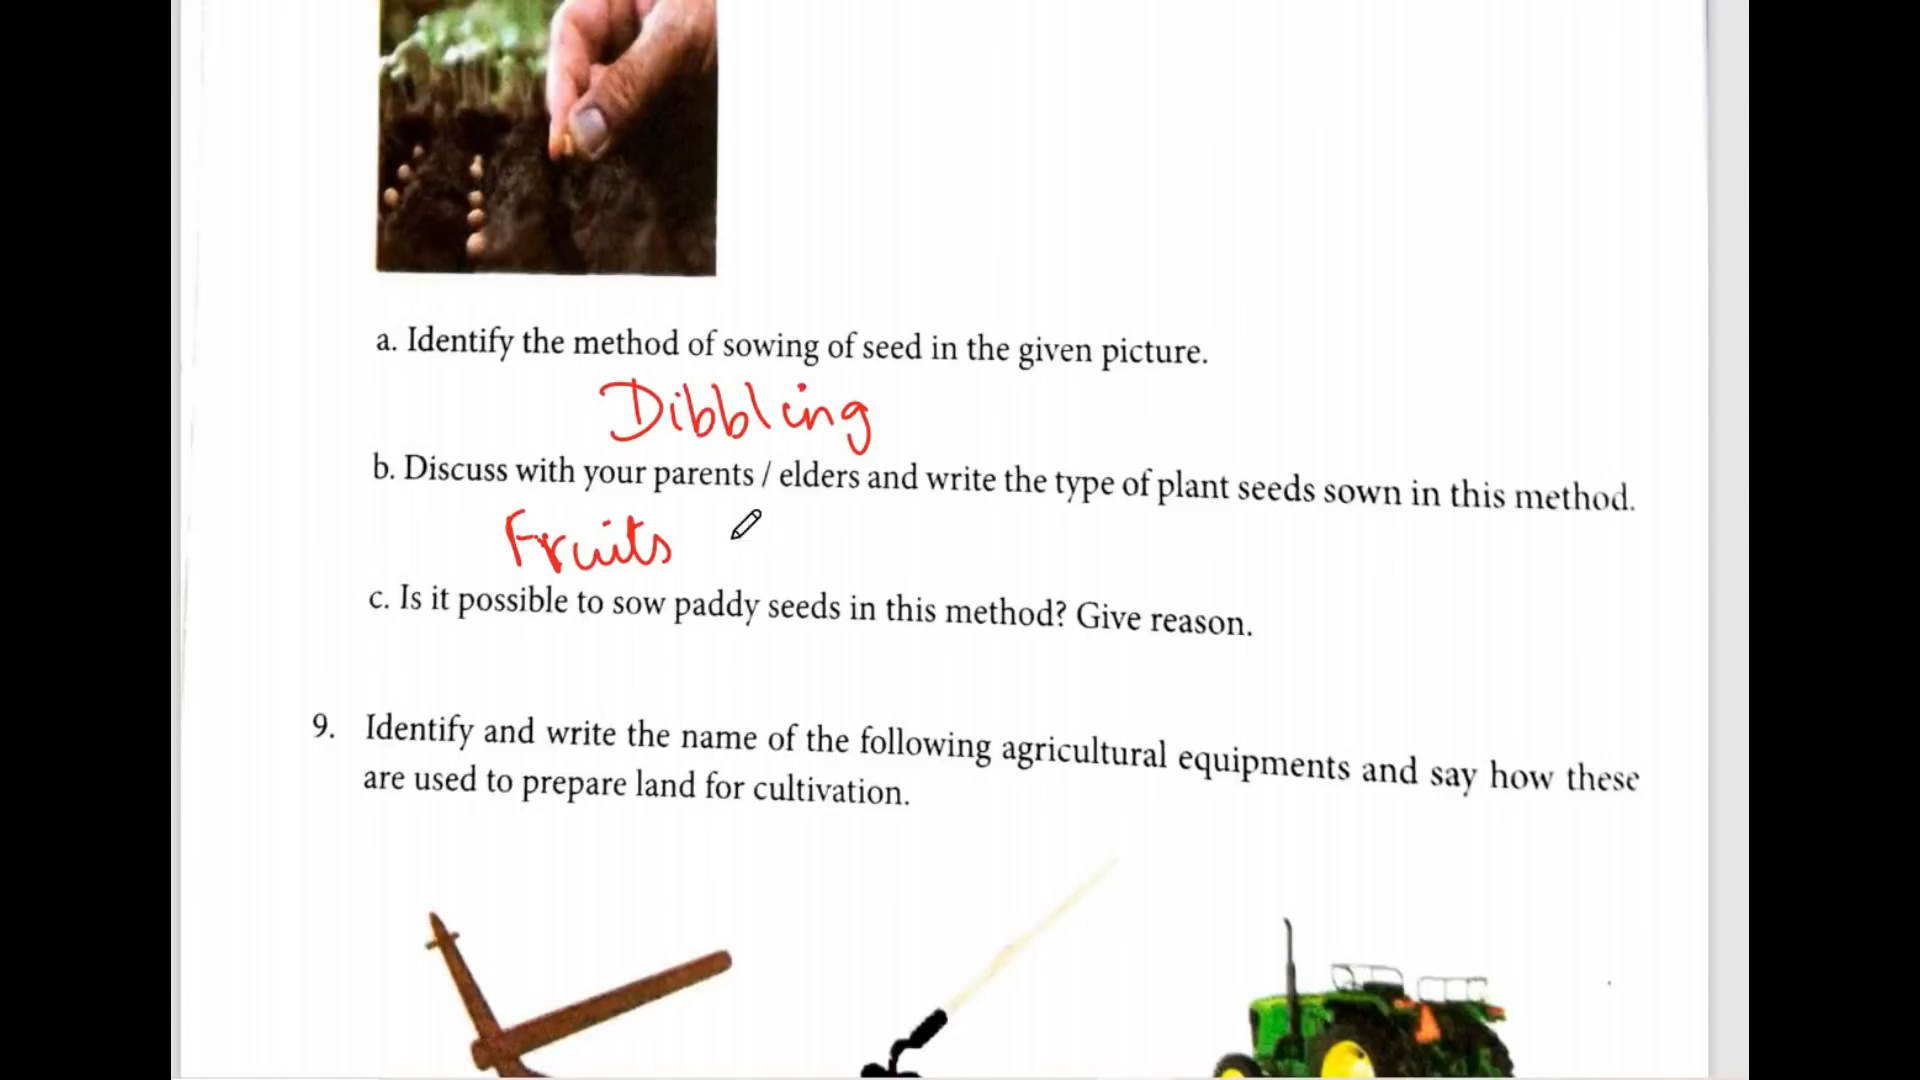 a. Identify the method of sowing of seed in the given picture.
Dibbling
b. Discuss with your parents / elders and write the type of plant seeds sown in this method.
Fruits
c. Is it possible to sow paddy seeds in this method? Give reason.
9. Identify and write the name of the following agricultural equipments and say how these
are used to prepare land for cultivation.